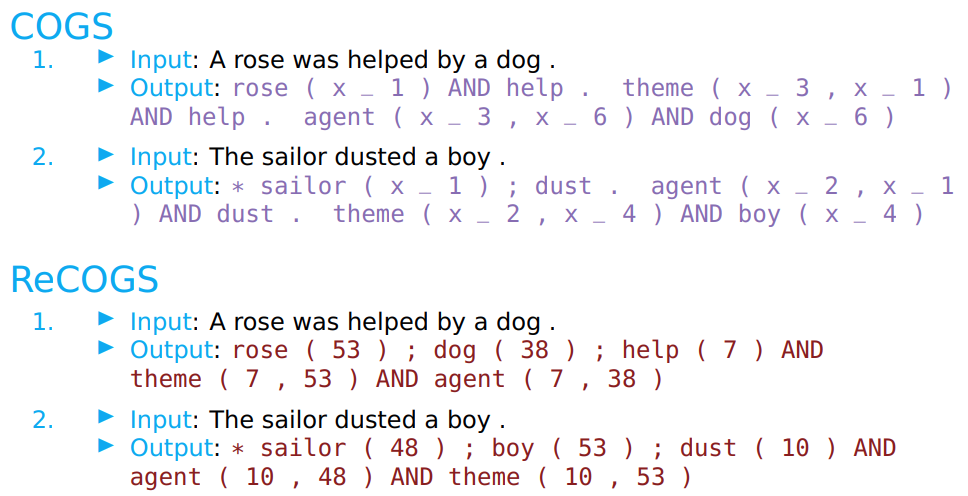 COGS
1. ▶ Input: A rose was helped by a dog .
▶ Output: rose ( x _ 1 ) AND help . theme ( x _ 3 , x _ 1 )
AND help . agent ( x _ 3 , x _ 6 ) AND dog ( x _ 6 )
2. ▶ Input: The sailor dusted a boy .
▶ Output: * sailor ( x _ 1 ) ; dust . agent ( x _ 2 , x _ 1
) AND dust . theme ( x _ 2 , x _ 4 ) AND boy ( x _ 4 )
ReCOGS
1. ▶ Input: A rose was helped by a dog .
▶ Output: rose ( 53 ) ; dog ( 38 ) ; help ( 7 ) AND
theme ( 7 , 53 ) AND agent ( 7 , 38 )
2. ▶ Input: The sailor dusted a boy .
▶ Output: * sailor ( 48 ) ; boy ( 53 ) ; dust ( 10 ) AND
agent ( 10 , 48 ) AND theme ( 10 , 53 )